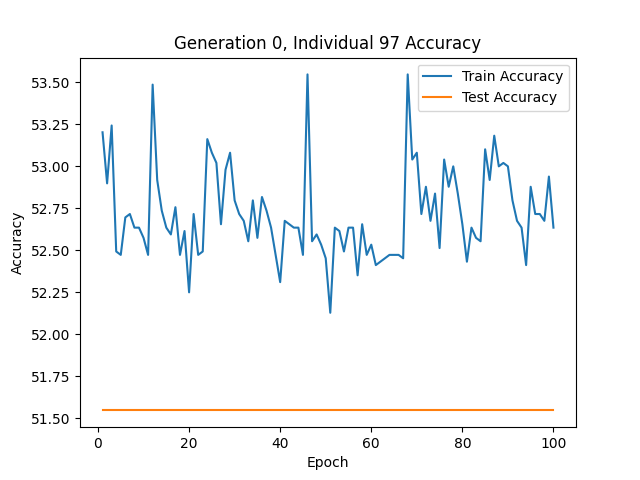 Generation 0, Individual 97 Accuracy
Train Accuracy
Test Accuracy
Accuracy
53.50
53.25
53.00
52.75
52.50
52.25
52.00
51.75
51.50
0 20 40 60 80 100
Epoch